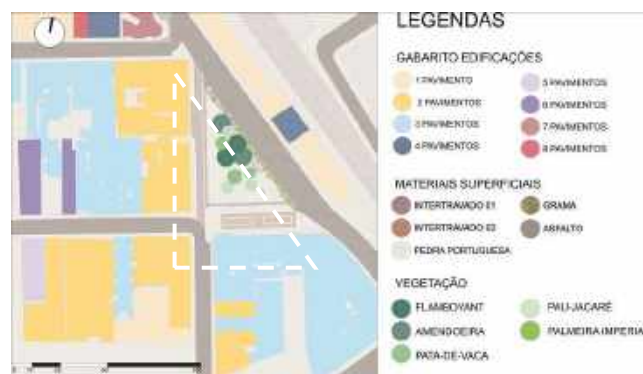 LEGENDAS
GABARITO EDIFICAÇÕES
1 PAVIMENTO
2 PAVIMENTOS
3 PAVIMENTOS
4 PAVIMENTOS
5 PAVIMENTOS
6 PAVIMENTOS
7 PAVIMENTOS
8 PAVIMENTOS
MATERIAIS SUPERFICIAIS
INTERTRAVADO 01
INTERTRAVADO 02
PEDRA PORTUGUESA
GRAMA
ASFALTO
VEGETAÇÃO
FLAMBOYANT
AMENDOEIRA
PATA-DE-VACA
PAU-JACARÉ
PALMEIRA IMPERIA